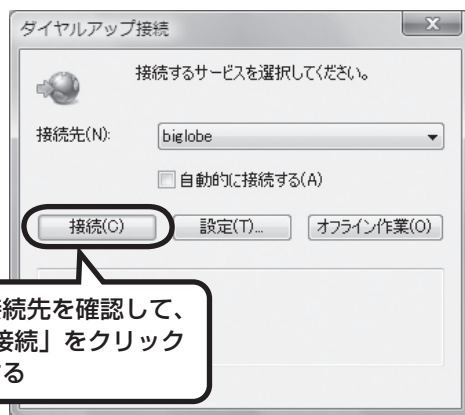 ダイヤルアップ接続
接続するサービスを選択してください。
接続先(N):
biglobe
自動的に接続する(A)
接続(C)
設定(T)...
オフライン作業(O)
続先を確認して、
接続」をクリック
る